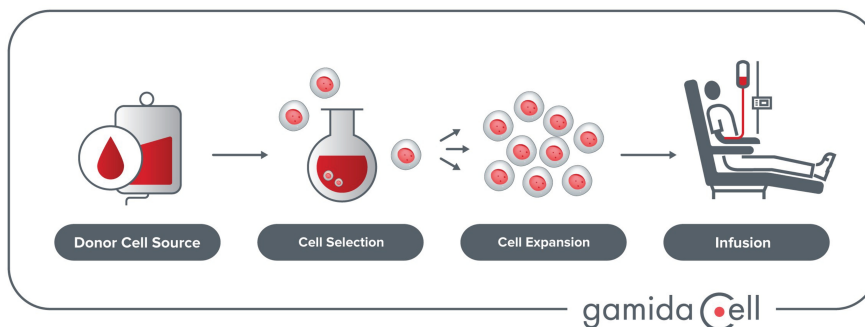 Donor Cell Source
Cell Selection
Cell Expansion
Infusion
gamida Cell